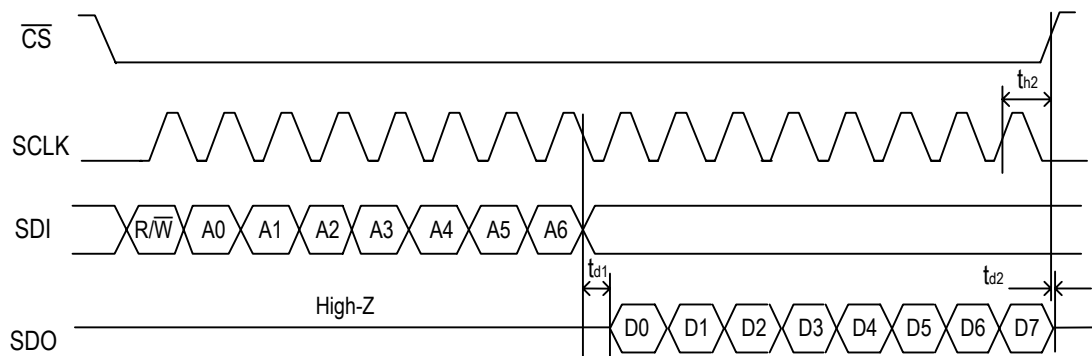 CS
th2
SCLK
SDI R/W A0 A1 A2 A3 A4 A5 A6
td1
td2
High-Z
SDO D0 D1 D2 D3 D4 D5 D6 D7